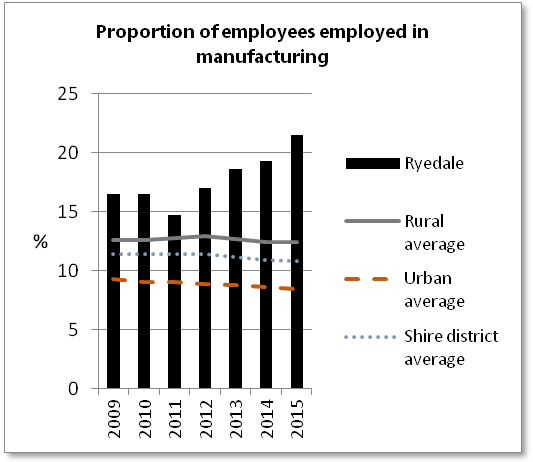 Proportion of employees employed in
manufacturing
25
20
15
10
5
0
%
2009
2010
2011
2012
2013
2014
2015
Ryedale
Rural
average
Urban
average
Shire district
average